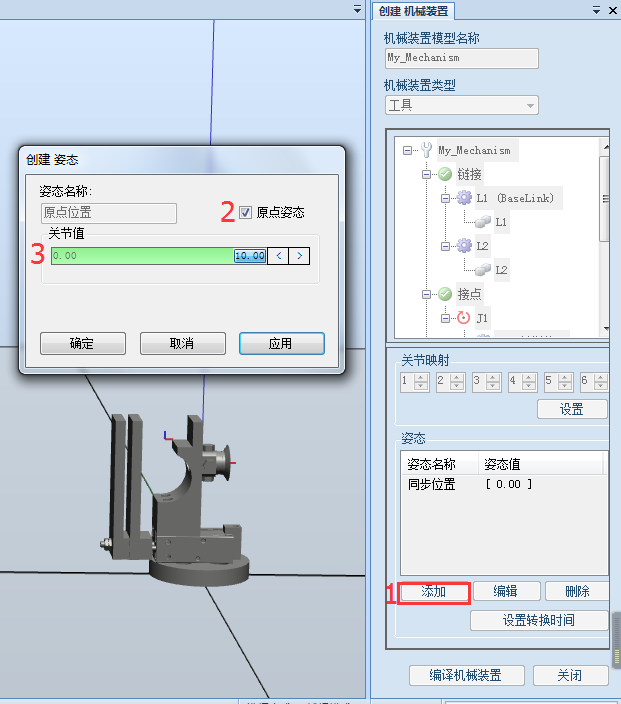 创建 机械装置
机械装置模型名称
My_Mechanism
机械装置类型
工具
My_Mechanism
链接
L1 (BaseLink)
L1
L2
L2
接点
J1
创建 姿态
姿态名称:
原点位置
2
原点姿态
关节值
3
0.00
10.00
<
>
确定
取消
应用
关节映射
1
2
3
4
5
6
设置
姿态
姿态名称 姿态值
同步位置 [ 0.00 ]
1
添加
编辑
删除
设置转换时间
编译机械装置
关闭